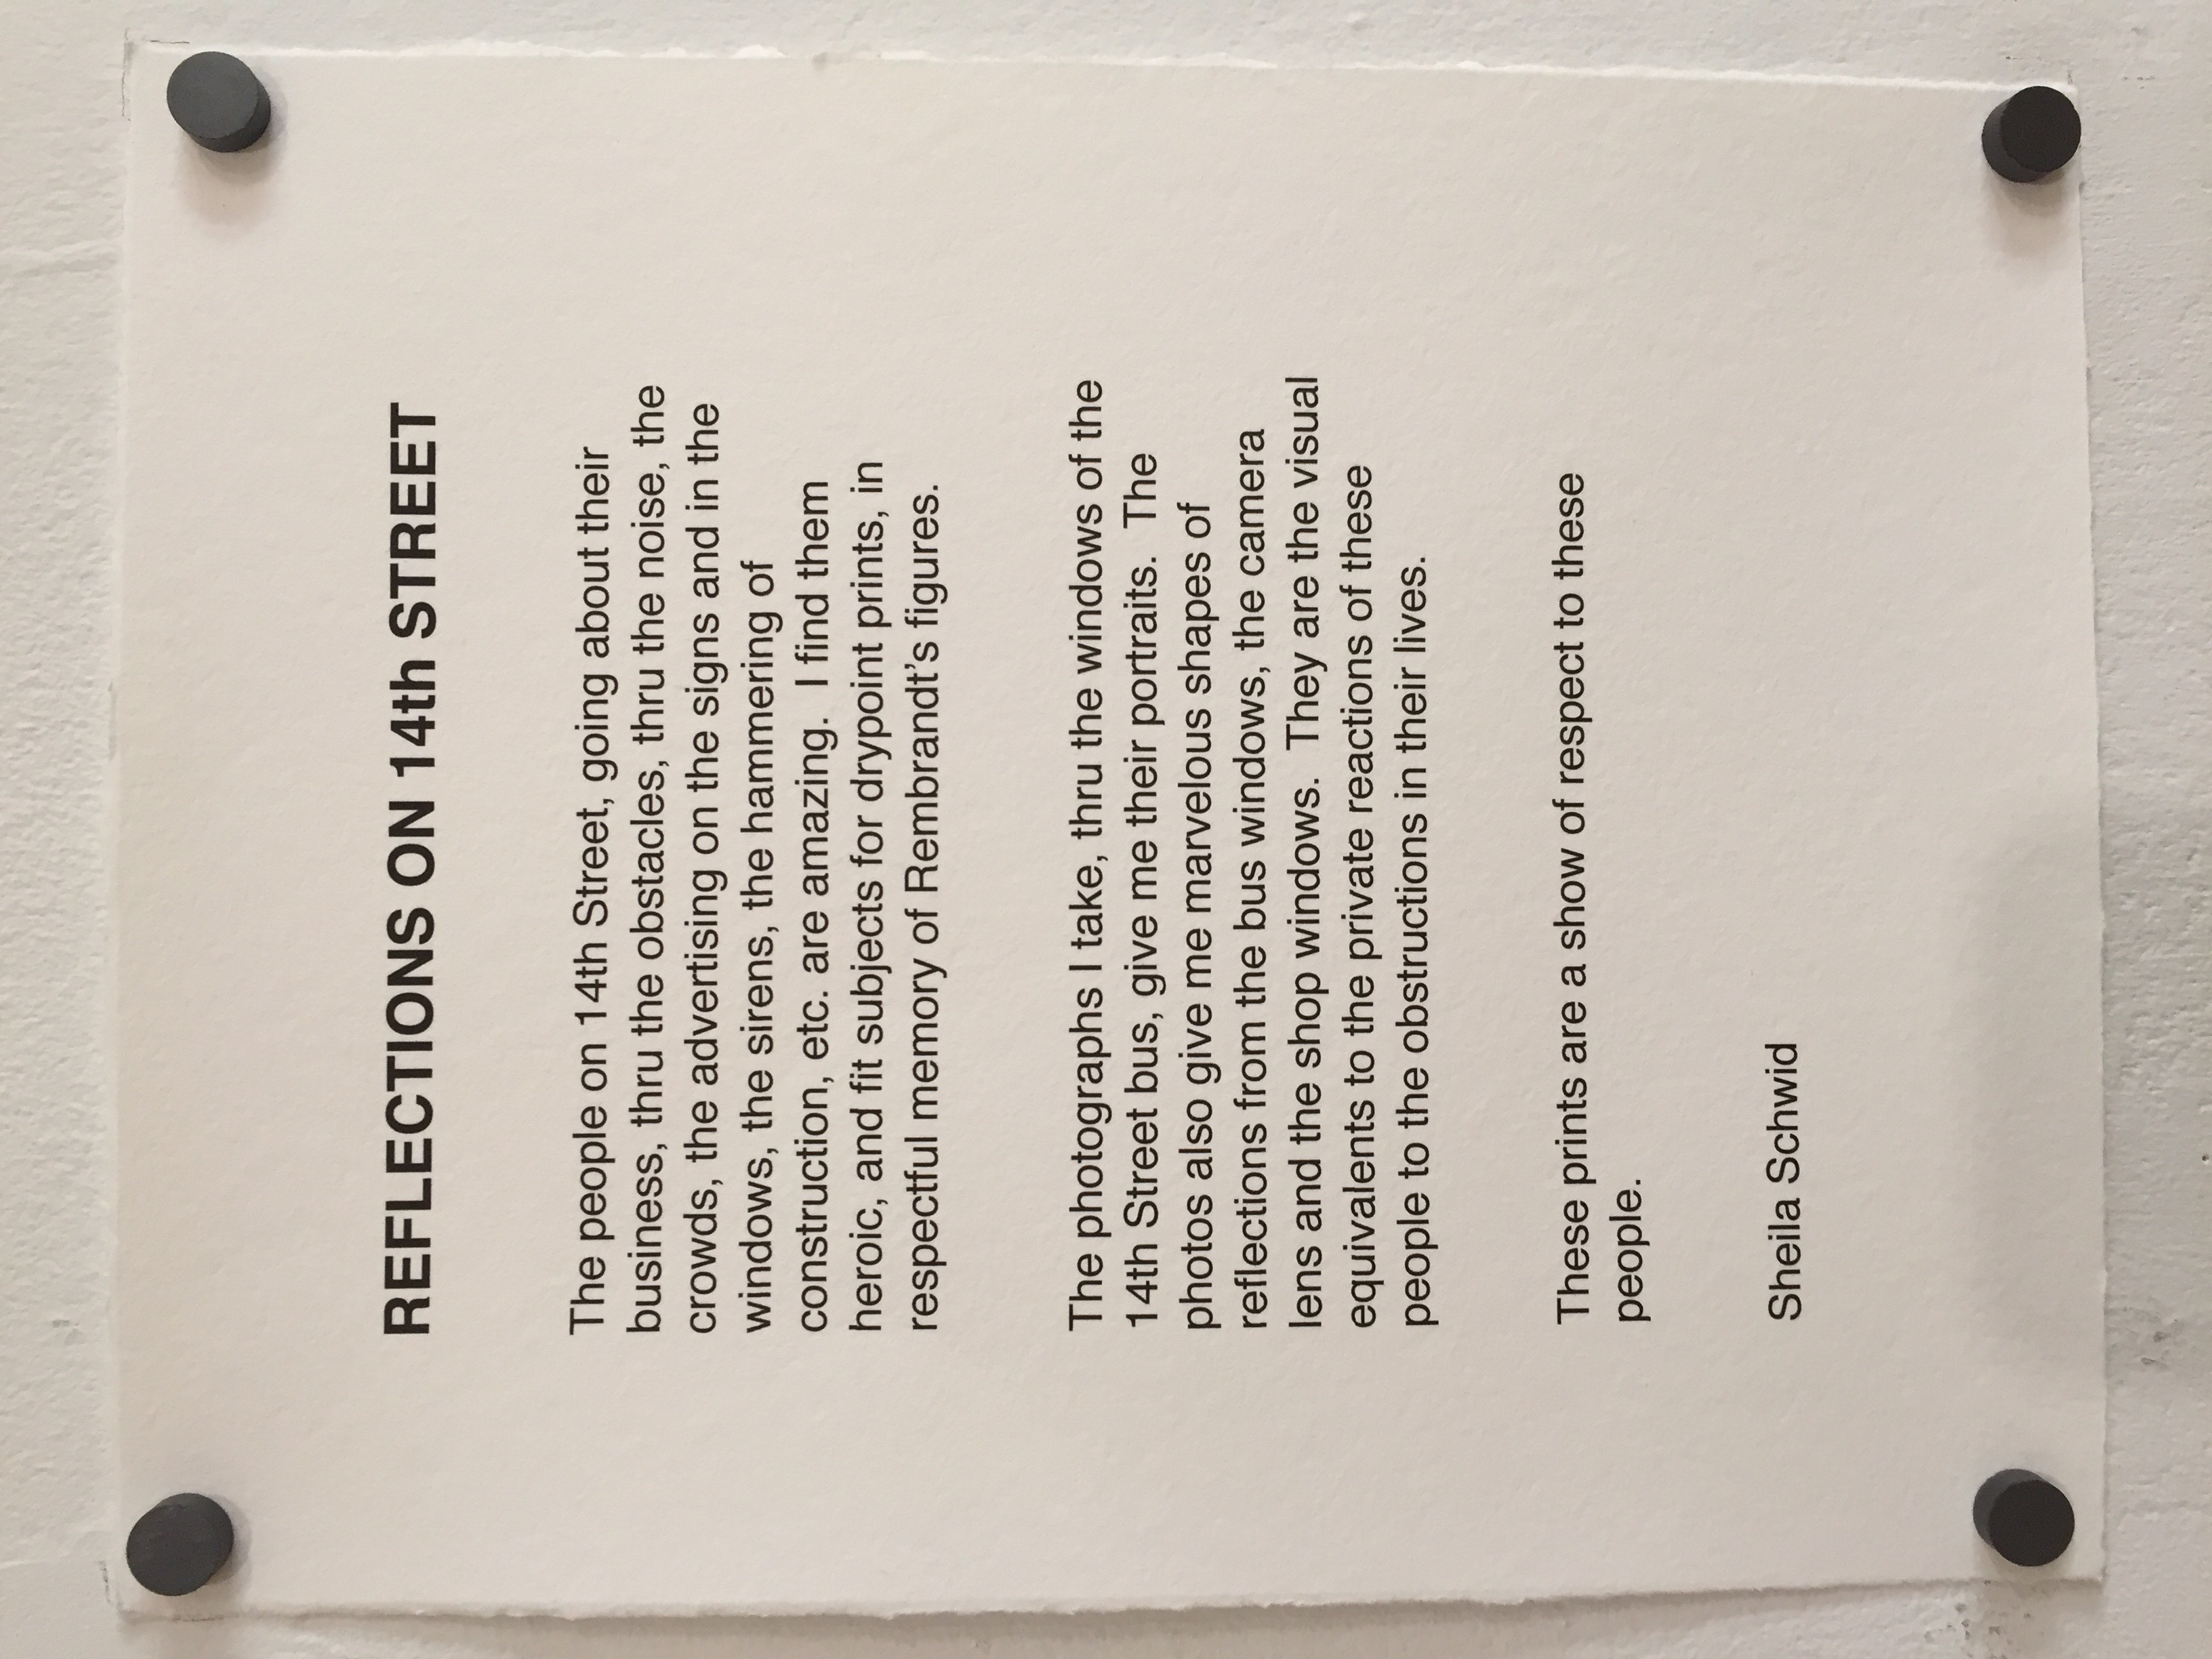 REFLECTIONS ON 14th STREET
The people on 14th Street, going about their
business, thru the obstacles, thru the noise, the
crowds, the advertising on the signs and in the
windows, the sirens, the hammering of
construction, etc. are amazing.  I find them
heroic, and fit subjects for drypoint prints, in
respectful memory of Rembrandt’s figures.
The photographs I take, thru the windows of the
14th Street bus, give me their portraits.  The
photos also give me marvelous shapes of
reflections from the bus windows, the camera
lens and the shop windows.  They are the visual
equivalents to the private reactions of these
people to the obstructions in their lives.
These prints are a show of respect to these
people.
Sheila Schwid